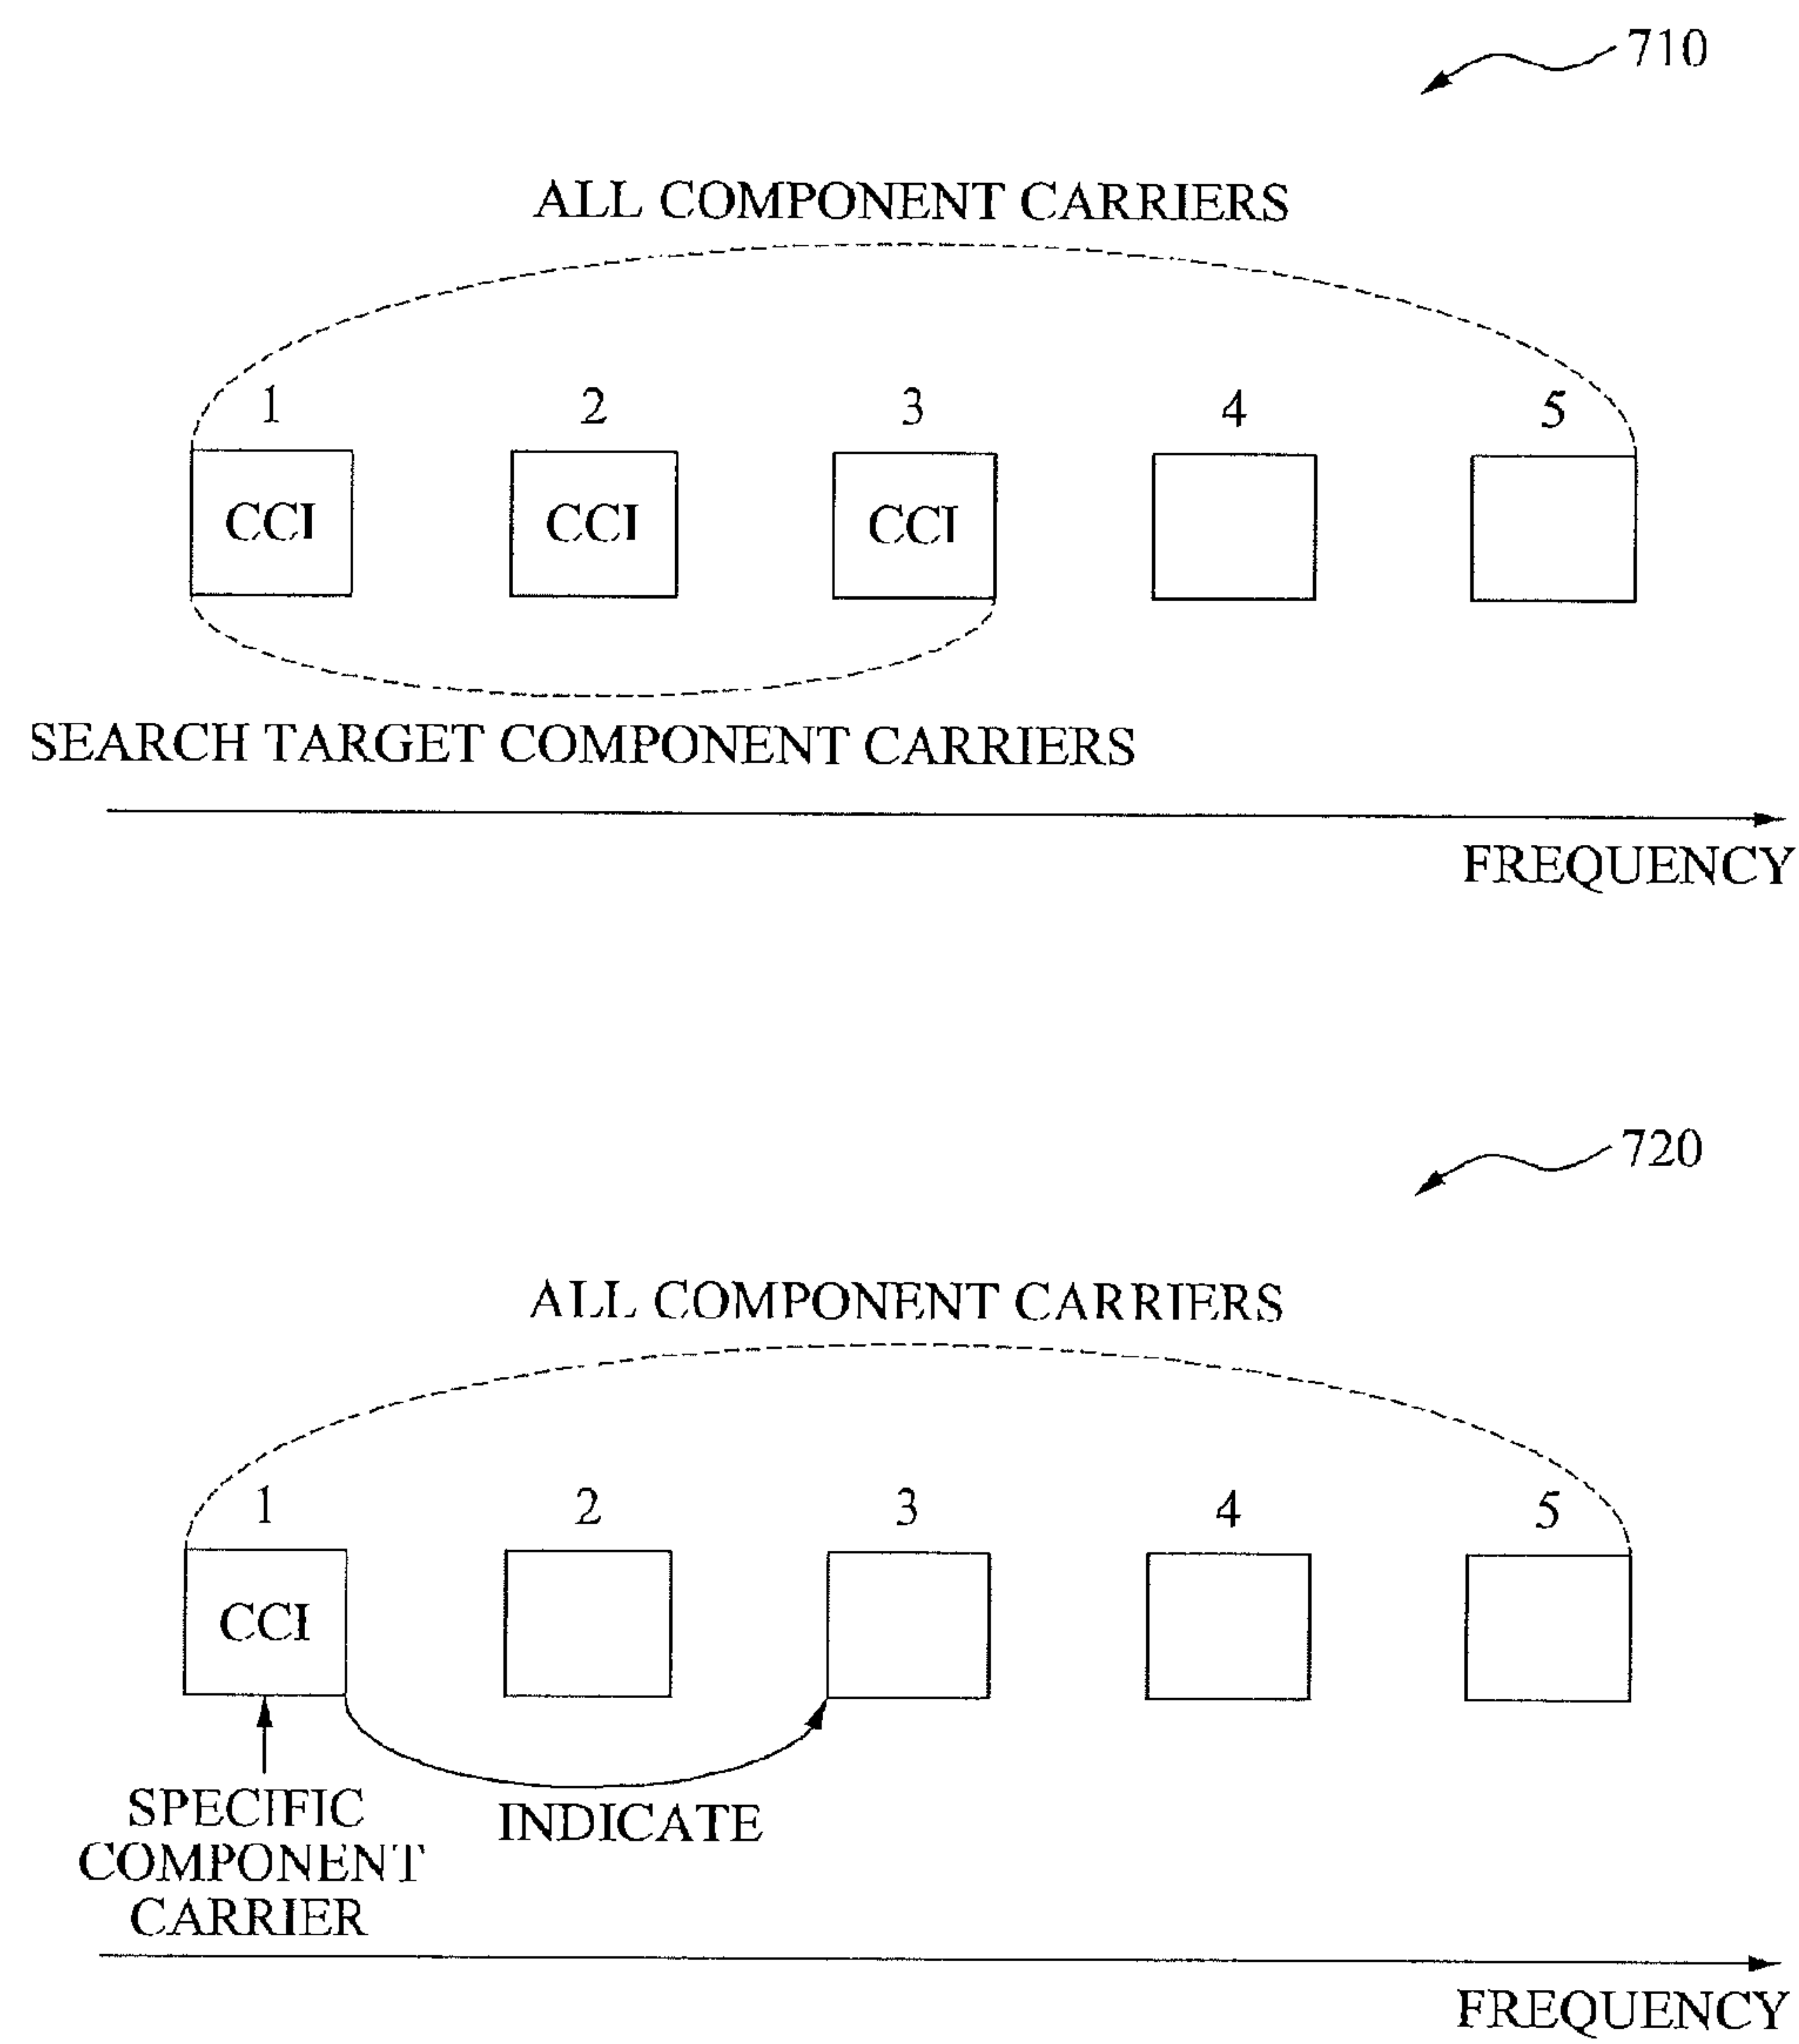 710
ALL COMPONENT CARRIERS
1 2 3 4 5
CCI CCI CCI
SEARCH TARGET COMPONENT CARRIERS
FREQUENCY
720
ALL COMPONENT CARRIERS
1 2 3 4 5
CCI
SPECIFIC
COMPONENT
CARRIER
INDICATE
FREQUENCY